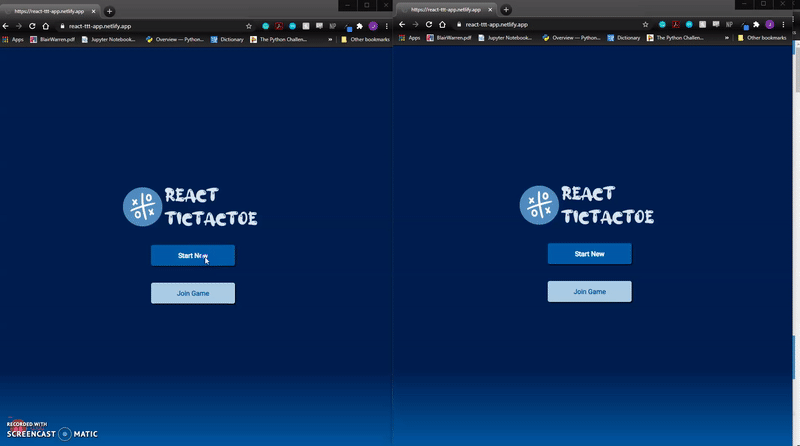 https://react-ttt-app.netlify.app
react-ttt-app.netlify.app
Apps BlairWarren.pdf Jupyter Notebook... Overview — Python... Dictionary The Python Challen... » Other bookmarks
REACT
TICTACTOE
Start New
Join Game
RECORDED WITH
SCREENCAST MATIC
https://react-ttt-app.netlify.app
react-ttt-app.netlify.app
Apps BlairWarren.pdf Jupyter Notebook... Overview — Python... Dictionary The Python Challen... » Other bookmarks
REACT
TICTACTOE
Start New
Join Game